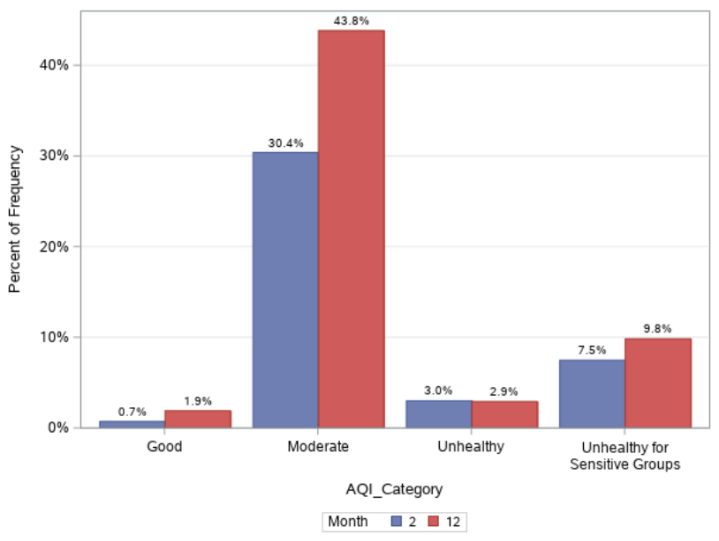 43.8%
40%
30.4%
30%
Percent of Frequency
20%
10%
9.8%
7.5%
3.0%
2.9%
0.7%
1.9%
0%
Good
Moderate
Unhealthy
Unhealthy for
Sensitive Groups
AQI_Category
Month 2 12